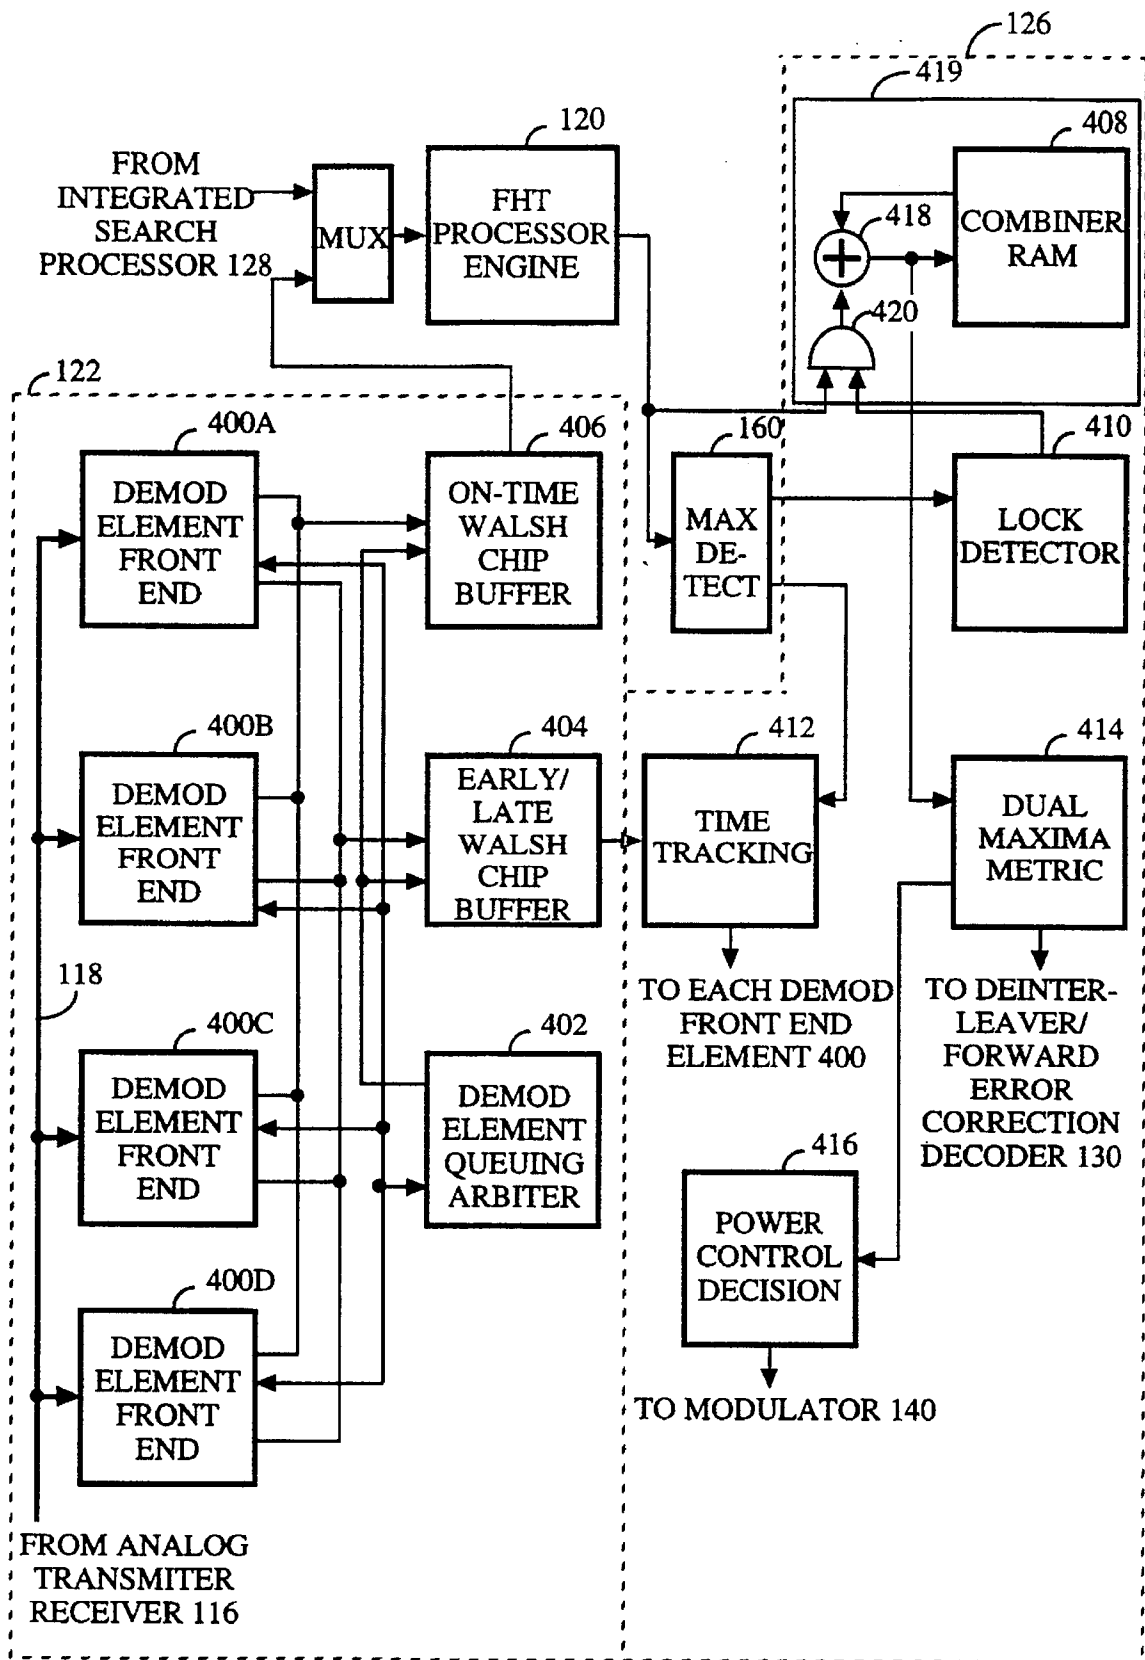 126
419
120
408
FROM
INTEGRATED
SEARCH
PROCESSOR 128
MUX
FHT
PROCESSOR
ENGINE
418
COMBINER
RAM
420
122
400A
406
160
410
DEMOD
ELEMENT
FRONT
END
ON-TIME
WALSH
CHIP
BUFFER
MAX
DE-
TECT
LOCK
DETECTOR
400B
404
412
414
DEMOD
ELEMENT
FRONT
END
EARLY/
LATE
WALSH
CHIP
BUFFER
TIME
TRACKING
DUAL
MAXIMA
METRIC
118
TO EACH DEMOD
FRONT END
ELEMENT 400
TO DEINTER-
LEAVER/
FORWARD
ERROR
CORRECTION
DECODER 130
400C
402
DEMOD
ELEMENT
FRONT
END
DEMOD
ELEMENT
QUEUING
ARBITER
416
POWER
CONTROL
DECISION
400D
DEMOD
ELEMENT
FRONT
END
TO MODULATOR 140
FROM ANALOG
TRANSMITER
RECEIVER 116